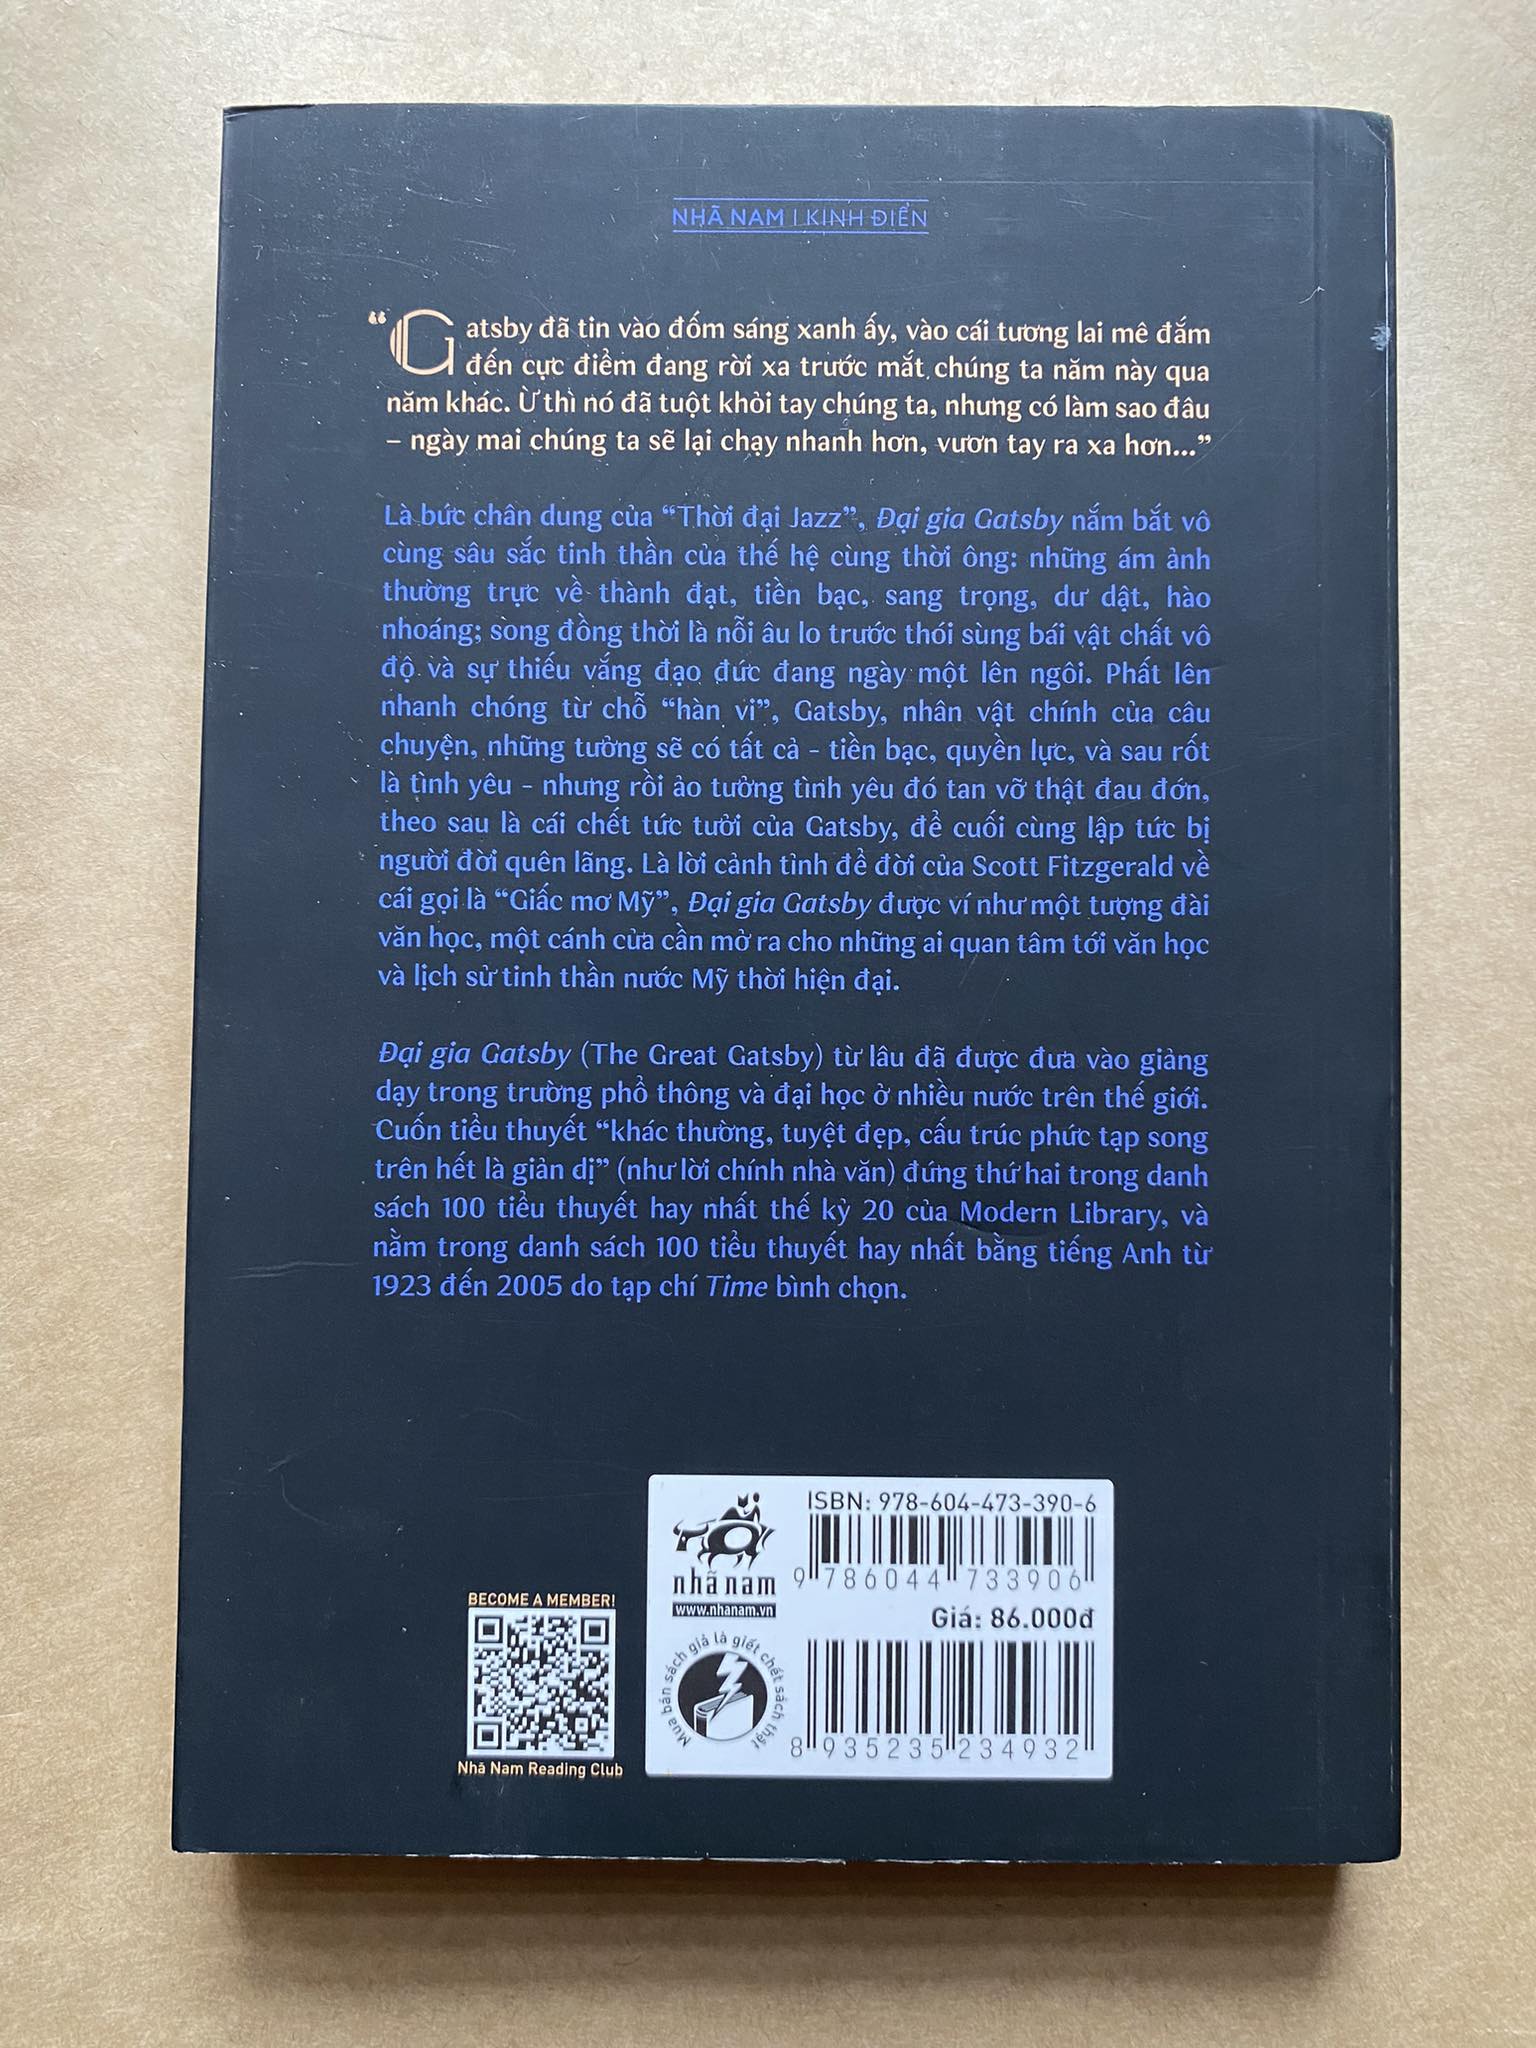 NHÃ NAM | KINH ĐIỂN
“Gatsby đã tin vào đốm sáng xanh ấy, vào cái tương lai mê đắm
đến cực điểm đang rời xa trước mắt chúng ta năm này qua
năm khác. Ừ thì nó đã tuột khỏi tay chúng ta, nhưng có làm sao đâu
– ngày mai chúng ta sẽ lại chạy nhanh hơn, vươn tay ra xa hơn...”
Là bức chân dung của “Thời đại Jazz”, Đại gia Gatsby nắm bắt vô
cùng sâu sắc tinh thần của thế hệ cùng thời ông: những ám ảnh
thường trực về thành đạt, tiền bạc, sang trọng, dư dật, hào
nhoáng; song đồng thời là nỗi âu lo trước thói sùng bái vật chất vô
độ và sự thiếu vắng đạo đức đang ngày một lên ngôi. Phất lên
nhanh chóng từ chỗ “hàn vi”, Gatsby, nhân vật chính của câu
chuyện, những tưởng sẽ có tất cả - tiền bạc, quyền lực, và sau rốt
là tình yêu - nhưng rồi ảo tưởng tình yêu đó tan vỡ thật đau đớn,
theo sau là cái chết tức tưởi của Gatsby, để cuối cùng lập tức bị
người đời quên lãng. Là lời cảnh tỉnh để đời của Scott Fitzgerald về
cái gọi là “Giấc mơ Mỹ”, Đại gia Gatsby được ví như một tượng đài
văn học, một cánh cửa cần mở ra cho những ai quan tâm tới văn học
và lịch sử tinh thần nước Mỹ thời hiện đại.
Đại gia Gatsby (The Great Gatsby) từ lâu đã được đưa vào giảng
dạy trong trường phổ thông và đại học ở nhiều nước trên thế giới.
Cuốn tiểu thuyết “khác thường, tuyệt đẹp, cấu trúc phức tạp song
trên hết là giản dị” (như lời chính nhà văn) đứng thứ hai trong danh
sách 100 tiểu thuyết hay nhất thế kỷ 20 của Modern Library, và
nằm trong danh sách 100 tiểu thuyết hay nhất bằng tiếng Anh từ
1923 đến 2005 do tạp chí Time bình chọn.
BECOME A MEMBER!
Nhã Nam Reading Club
nhã nam
www.nhanam.vn
Mua bán sách giả là giết chết sách thật
ISBN: 978-604-473-390-6
9 786044 733906
Giá: 86.000đ
8 935235 234932